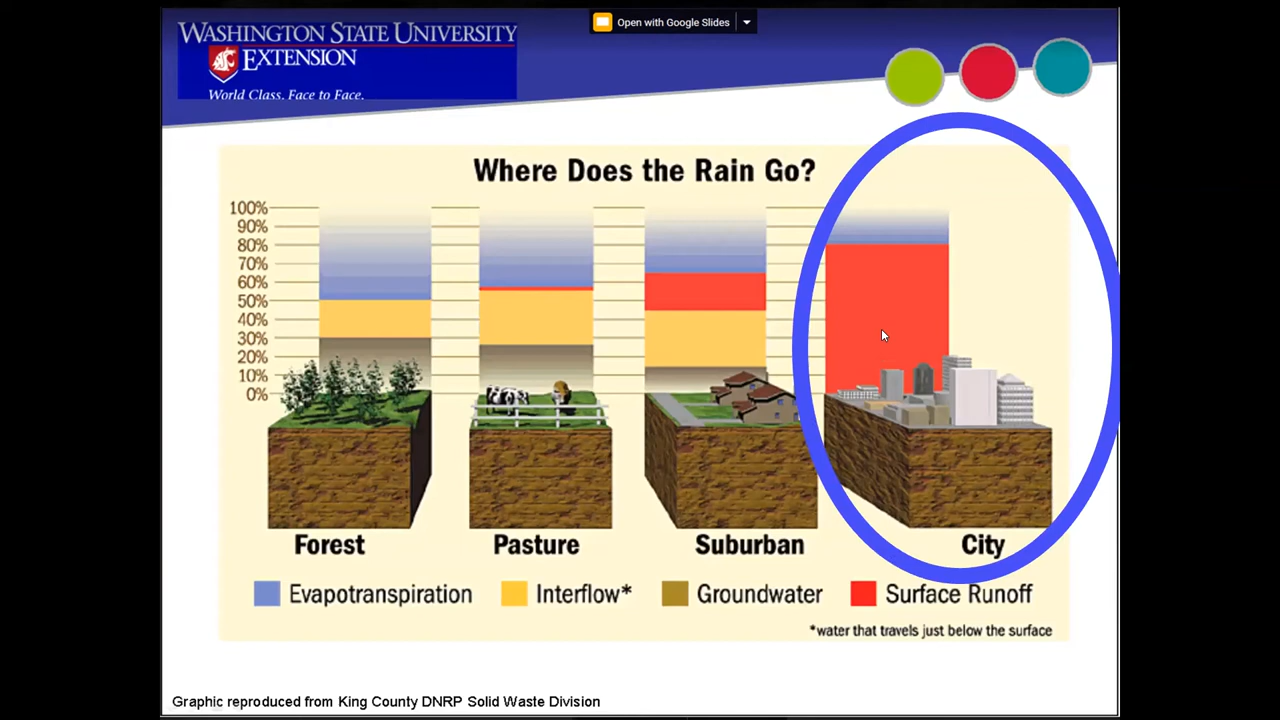 Open with Google Slides
WASHINGTON STATE UNIVERSITY
EXTENSION
World Class. Face to Face.
Where Does the Rain Go?
100%
90%
80%
70%
60%
50%
40%
30%
20%
10%
0%
Forest
Pasture
Suburban
City
Evapotranspiration
Interflow*
Groundwater
Surface Runoff
*water that travels just below the surface
Graphic reproduced from King County DNRP Solid Waste Division